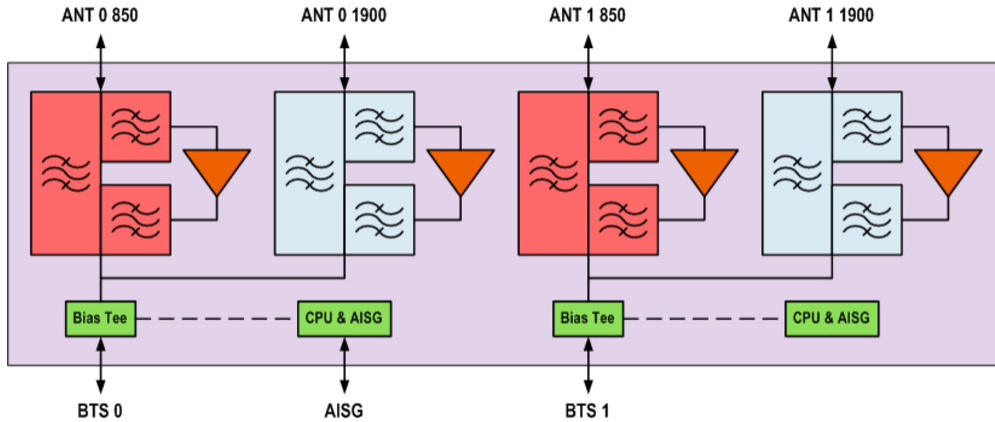 ANT 0 850
ANT 0 1900
ANT 1 850
ANT 1 1900
Bias Tee
CPU & AISG
Bias Tee
CPU & AISG
BTS 0
AISG
BTS 1